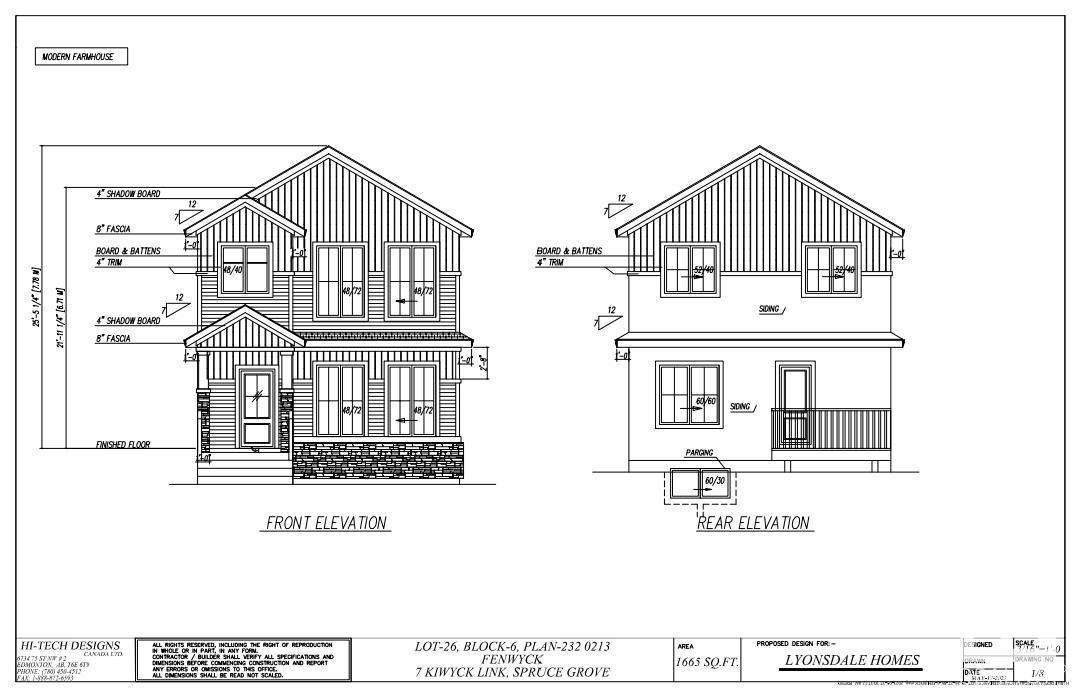 MODERN FARMHOUSE
4" SHADOW BOARD
12
7
8" FASCIA
1'-0"
1'-0"
BOARD & BATTENS
4" TRIM
48/40
48/72
48/72
25'-5 1/4" [7.78 M]
21'-11 1/4" [6.71 M]
12
7
4" SHADOW BOARD
8" FASCIA
1'-0"
1'-0"
2'-8"
48/72
48/72
FINISHED FLOOR
1'-0"
FRONT ELEVATION
12
7
1'-0"
BOARD & BATTENS
4" TRIM
52/40
52/40
SIDING
12
7
1'-0"
60/60
SIDING
PARGING
60/30
REAR ELEVATION
HI-TECH DESIGNS
CANADA LTD.
6734 75 ST NW # 2
EDMONTON, AB, T6E 6T9
PHONE: (780) 450-4512
FAX: 1-888-872-6593
ALL RIGHTS RESERVED, INCLUDING THE RIGHT OF REPRODUCTION
IN WHOLE OR IN PART, IN ANY FORM.
CONTRACTOR / BUILDER SHALL VERIFY ALL SPECIFICATIONS AND
DIMENSIONS BEFORE COMMENCING CONSTRUCTION AND REPORT
ANY ERRORS OR OMISSIONS TO THIS OFFICE.
ALL DIMENSIONS SHALL BE READ NOT SCALED.
LOT-26, BLOCK-6, PLAN-232 0213
FENWYCK
7 KIWYCK LINK, SPRUCE GROVE
AREA
1665 SQ.FT.
PROPOSED DESIGN FOR:-
LYONSDALE HOMES
DESIGNED
DRAWN
DATE
MAY-17-2023
SCALE
DRAWING NO
1/8